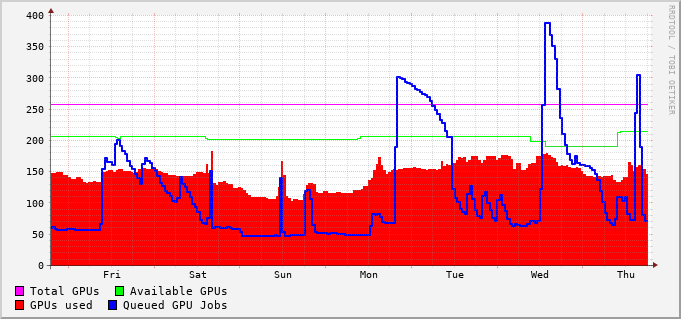 RRDTOOL / TOBI OETIKER
400
350
300
250
200
150
100
50
0
Fri Sat Sun Mon Tue Wed Thu
Total GPUs Available GPUs
GPUs used Queued GPU Jobs